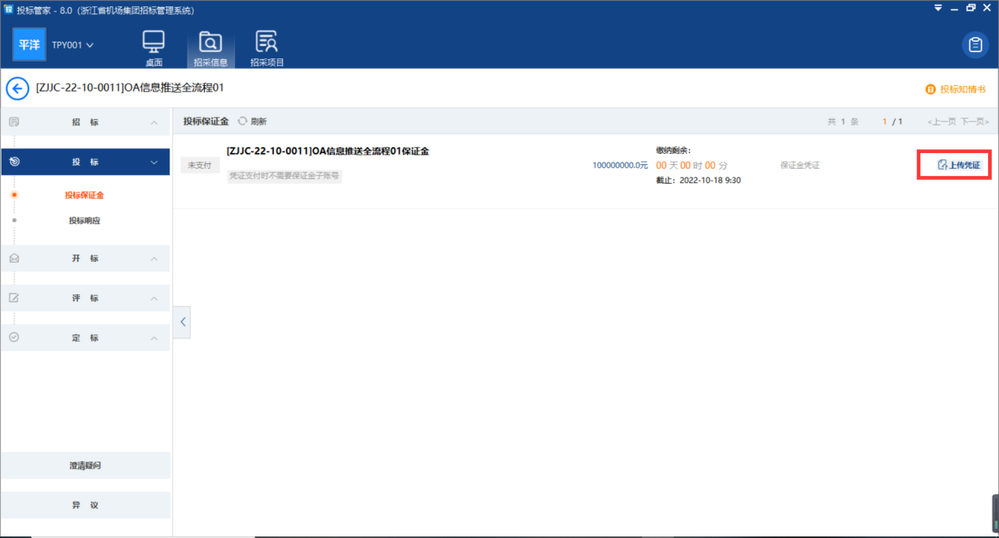 投标管家 - 8.0（浙江省机场集团招标管理系统）
平洋 TPY001
桌面 招采信息 招采项目
[ZJJC-22-10-0011]OA信息推送全流程01
投标知情书
招 标
投 标
投标保证金
投标响应
开 标
评 标
定 标
澄清疑问
异 议
投标保证金 刷新 共 1 条 1 / 1 <上一页 下一页>
未支付
[ZJJC-22-10-0011]OA信息推送全流程01保证金
凭证支付时不需要保证金子账号
100000000.0元
缴纳剩余：
00 天 00 时 00 分
截止：2022-10-18 9:30
保证金凭证
上传凭证